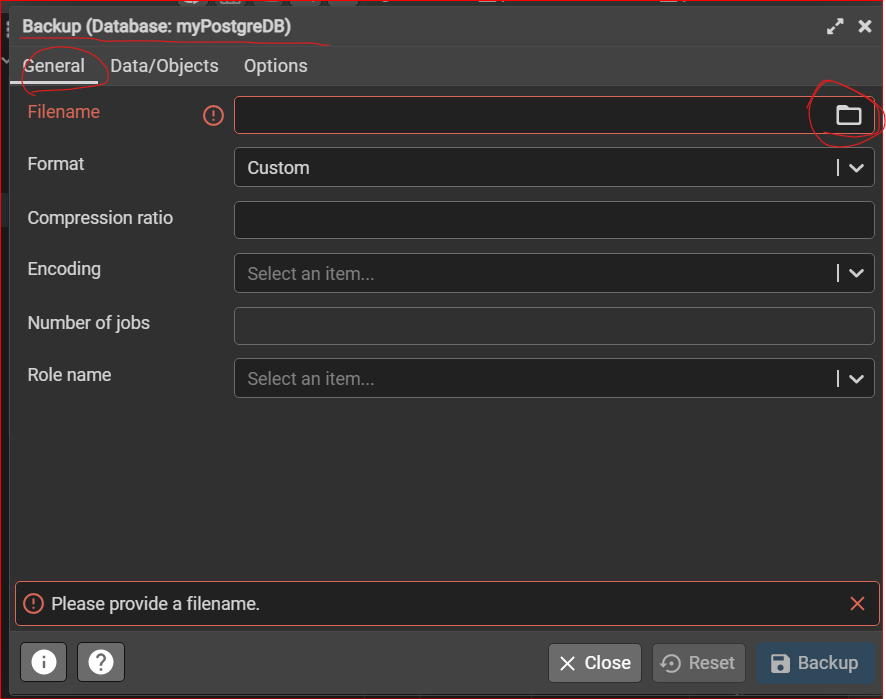 Backup (Database: myPostgreDB)
General Data/Objects Options
Filename
Format Custom
Compression ratio
Encoding Select an item...
Number of jobs
Role name Select an item...
Please provide a filename.
Close Reset Backup